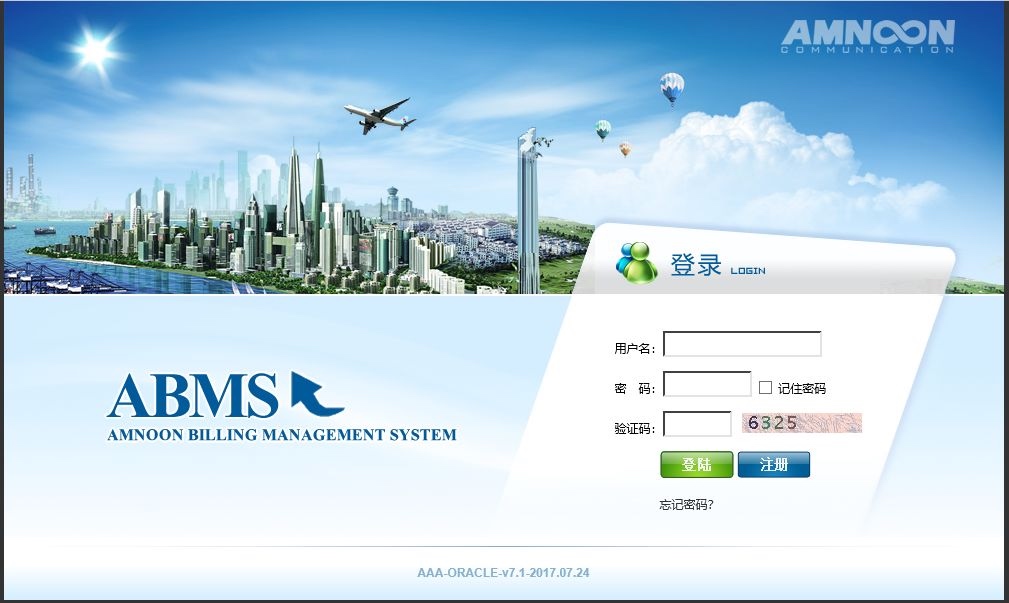 AMNOON
COMMUNICATION
登录 LOGIN
用户名：
密 码：
记住密码
验证码：
6325
登陆 注册
忘记密码?
ABMS
AMNOON BILLING MANAGEMENT SYSTEM
AAA-ORACLE-v7.1-2017.07.24